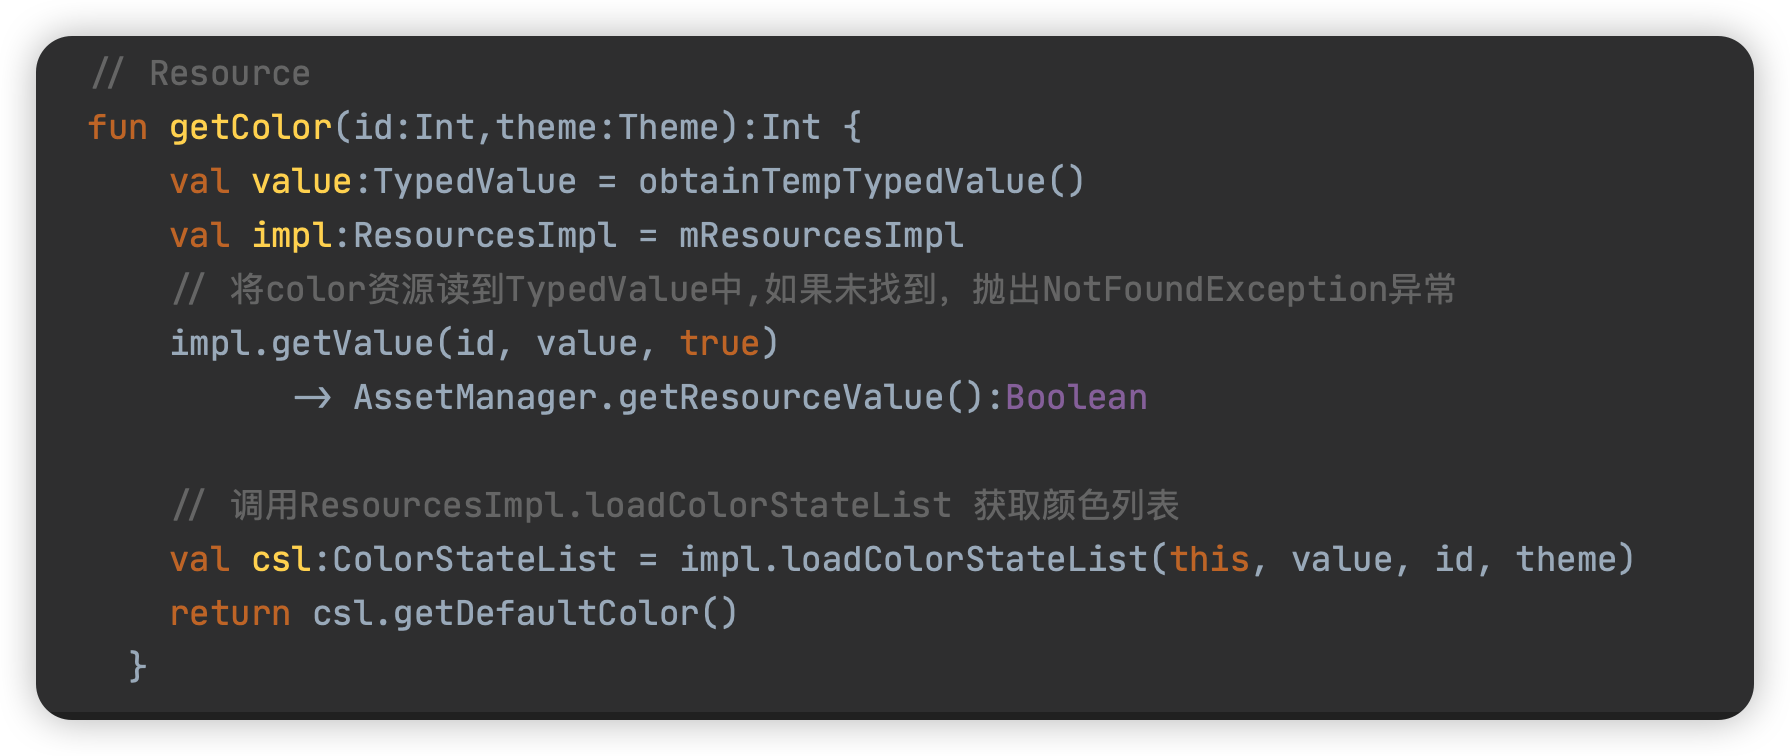 // Resource
fun getColor(id:Int,theme:Theme):Int {
val value:TypedValue = obtainTempTypedValue()
val impl:ResourcesImpl = mResourcesImpl
// 将color资源读到TypedValue中,如果未找到，抛出NotFoundException异常
impl.getValue(id, value, true)
-> AssetManager.getResourceValue():Boolean
// 调用ResourcesImpl.loadColorStateList 获取颜色列表
val csl:ColorStateList = impl.loadColorStateList(this, value, id, theme)
return csl.getDefaultColor()
}